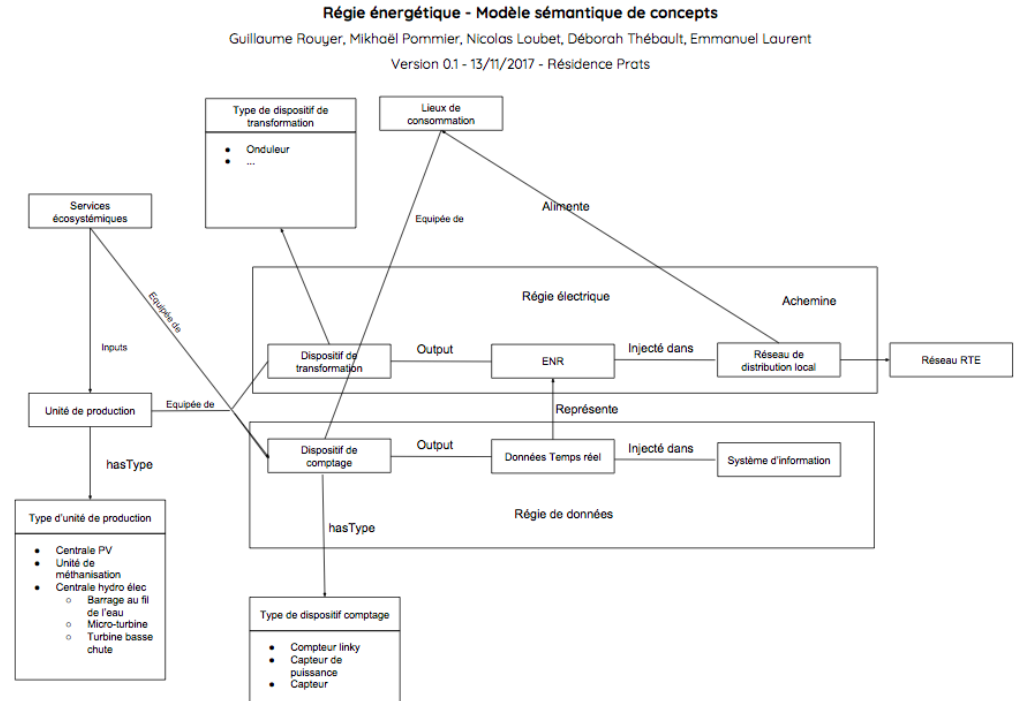 Régie énergétique - Modèle sémantique de concepts
Guillaume Rouyer, Mikhaël Pommier, Nicolas Loubet, Déborah Thébault, Emmanuel Laurent
Version 0.1 - 13/11/2017 - Résidence Prats
Type de dispositif de
transformation
● Onduleur
● ...
Lieux de
consommation
Services
écosystémiques
Equipée de
Alimente
Equipée de
Inputs
Régie électrique
Achemine
Dispositif de
transformation
Output
ENR
Injecté dans
Réseau de
distribution local
Réseau RTE
Unité de production
Equipée de
Représente
Dispositif de
comptage
Output
Données Temps réel
Injecté dans
Système d'information
hasType
Régie de données
hasType
Type d'unité de production
● Centrale PV
● Unité de
méthanisation
● Centrale hydro élec
○ Barrage au fil
de l'eau
○ Micro-turbine
○ Turbine basse
chute
Type de dispositif comptage
● Compteur linky
● Capteur de
puissance
● Capteur